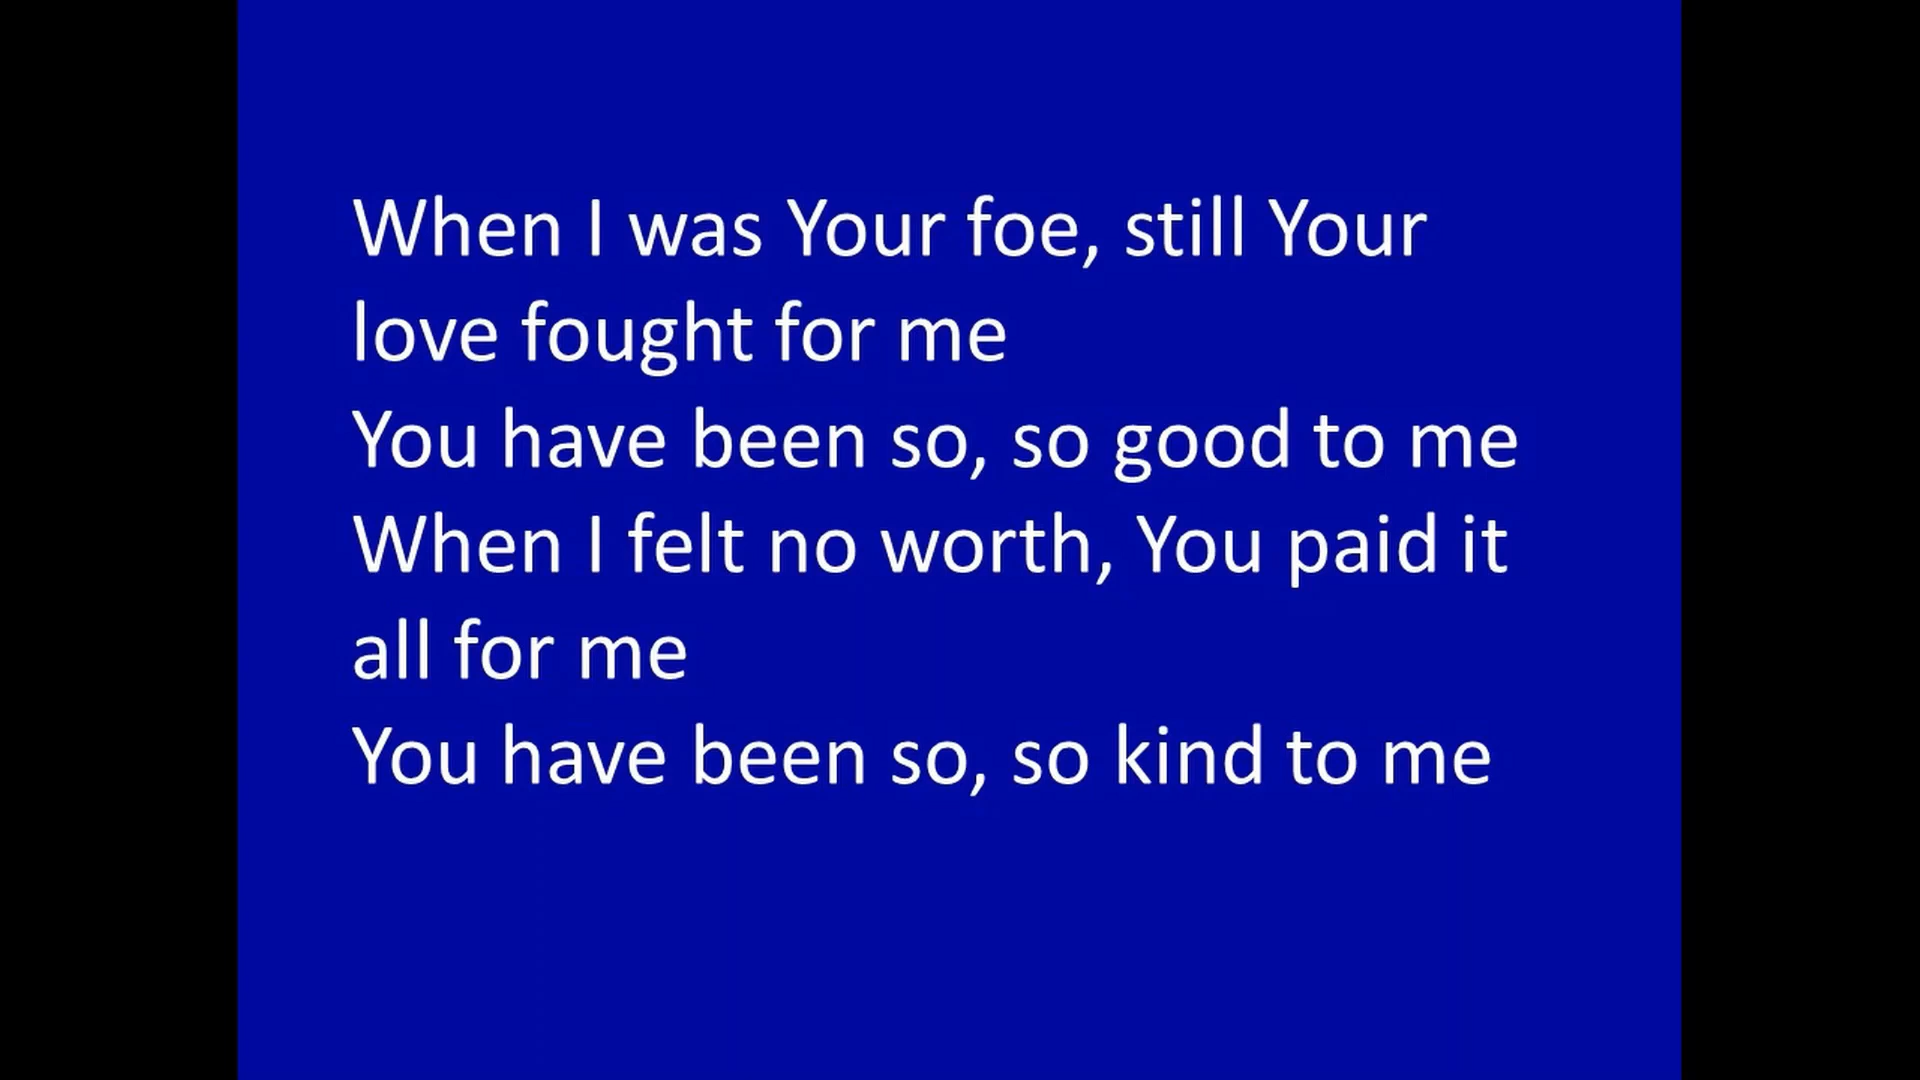 When I was Your foe, still Your
love fought for me
You have been so, so good to me
When I felt no worth, You paid it
all for me
You have been so, so kind to me